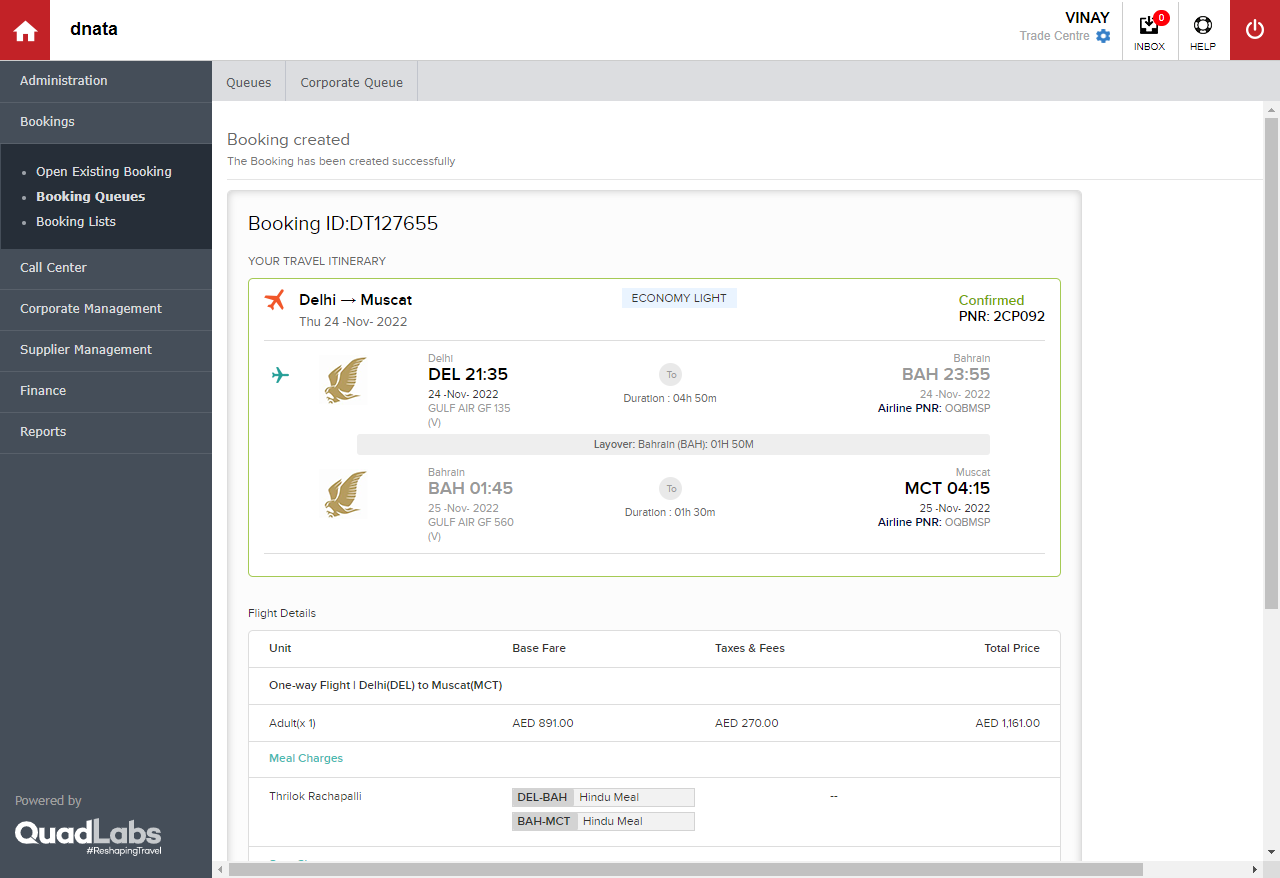 dnata
VINAY
Trade Centre
0
INBOX
HELP
Administration
Bookings
Open Existing Booking
Booking Queues
Booking Lists
Call Center
Corporate Management
Supplier Management
Finance
Reports
Powered by
QuadLabs
#ReshapingTravel
Queues
Corporate Queue
Booking created
The Booking has been created successfully
Booking ID:DT127655
YOUR TRAVEL ITINERARY
Delhi → Muscat
Thu 24 -Nov- 2022
ECONOMY LIGHT
Confirmed
PNR: 2CP092
Delhi
DEL 21:35
24 -Nov- 2022
GULF AIR GF 135
(V)
To
Duration : 04h 50m
Bahrain
BAH 23:55
24 -Nov- 2022
Airline PNR: OQBMSP
Layover: Bahrain (BAH): 01H 50M
Bahrain
BAH 01:45
25 -Nov- 2022
GULF AIR GF 560
(V)
To
Duration : 01h 30m
Muscat
MCT 04:15
25 -Nov- 2022
Airline PNR: OQBMSP
Flight Details
Unit Base Fare Taxes & Fees Total Price
One-way Flight | Delhi(DEL) to Muscat(MCT)
Adult(x 1) AED 891.00 AED 270.00 AED 1,161.00
Meal Charges
Thrilok Rachapalli DEL-BAH Hindu Meal --
BAH-MCT Hindu Meal